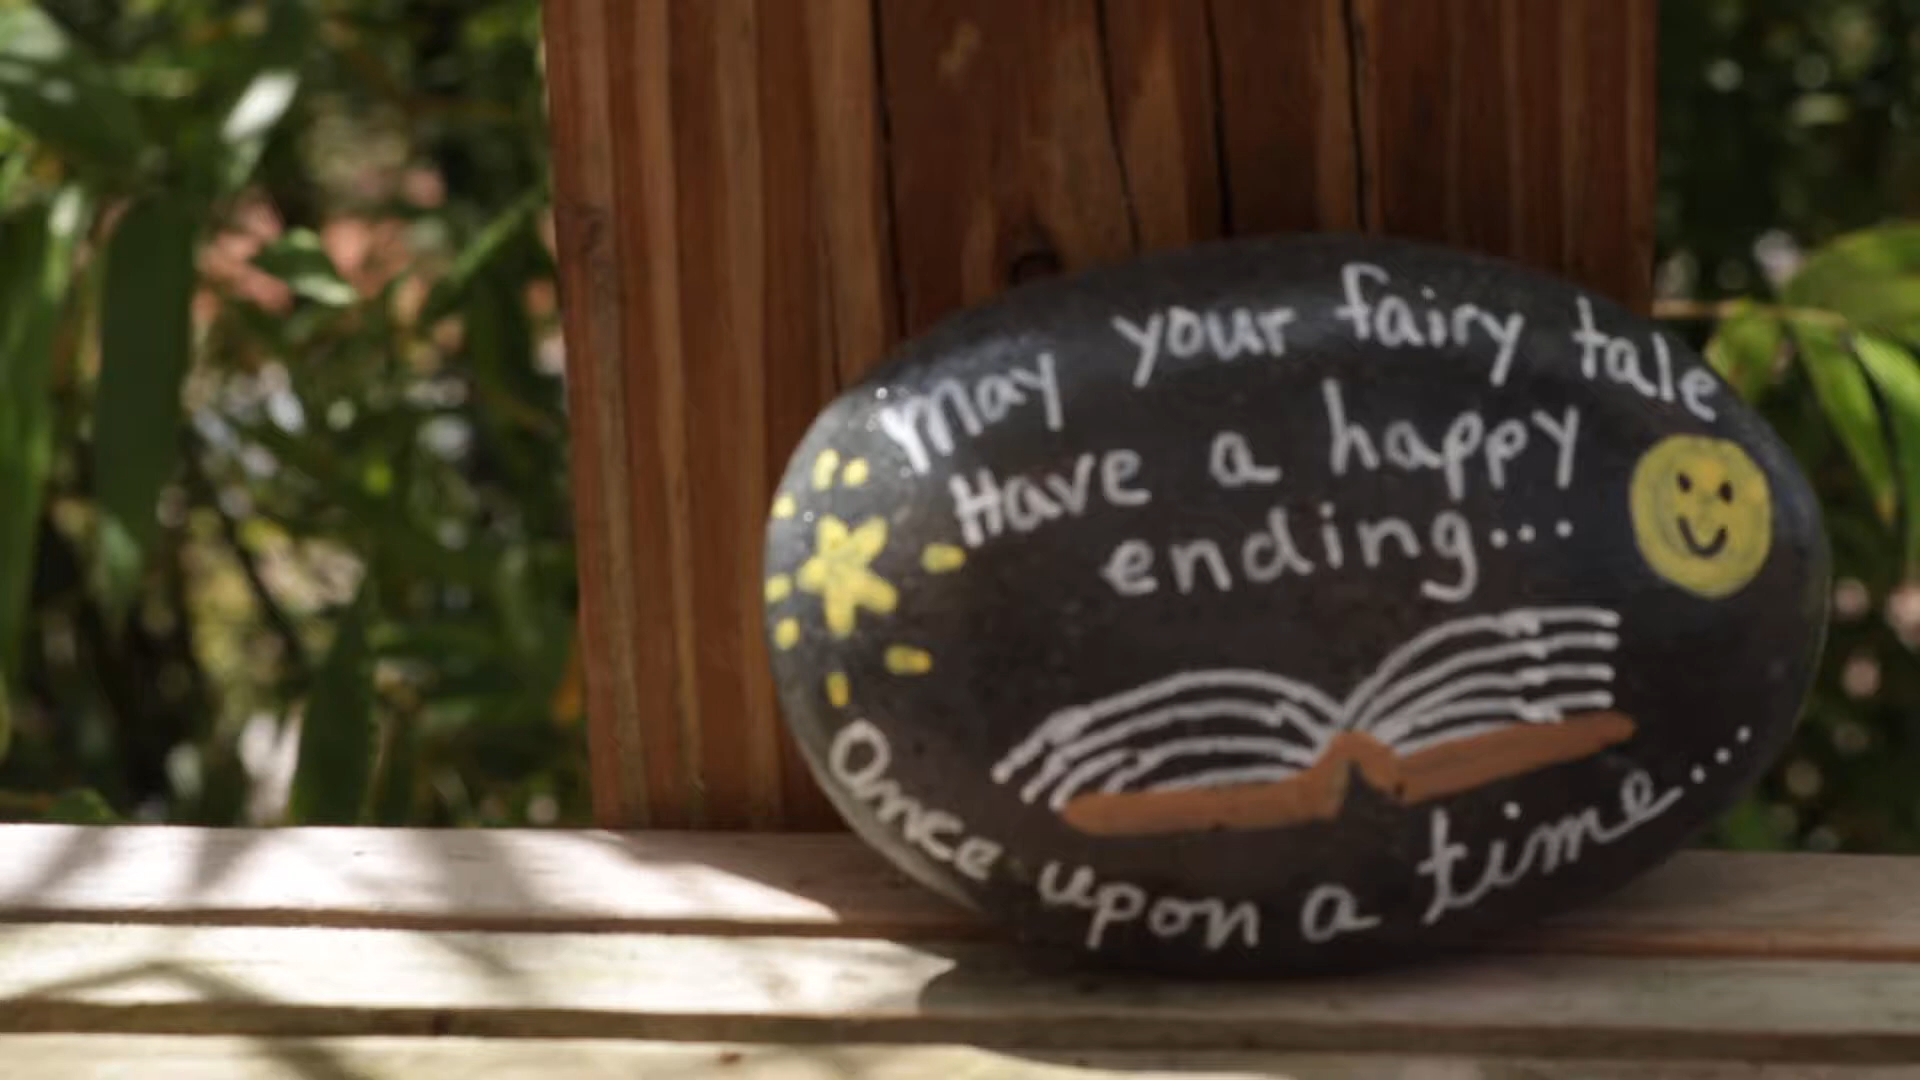 May your fairy tale
Have a happy
ending...
Once upon a time...